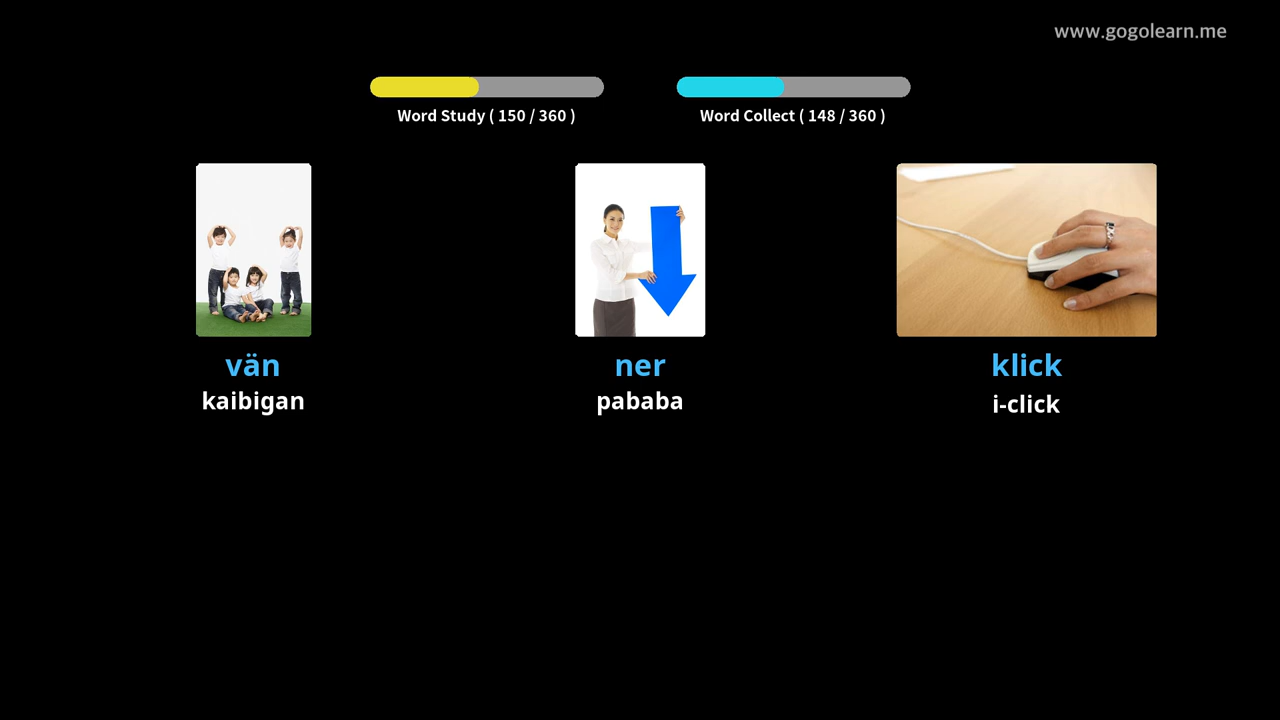 www.gogolearn.me
Word Study ( 150 / 360 )
Word Collect ( 148 / 360 )
vän
kaibigan
ner
pababa
klick
i-click